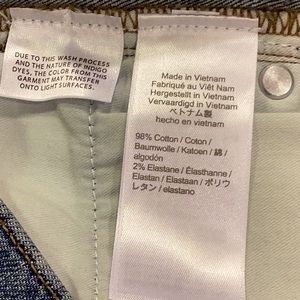 DUE TO THIS WASH PROCESS
AND THE NATURE OF INDIGO
DYES, THE COLOR FROM THIS
GARMENT MAY TRANSFER
ONTO LIGHT SURFACES.
Made in Vietnam
Fabriqué au Viêt Nam
Hergestellt in Vietnam
Vervaardigd in Vietnam
ベトナム製
hecho en vietnam
98% Cotton / Coton /
Baumwolle / Katoen / 綿 /
algodón
2% Elastane / Élasthanne /
Elastan / Elastaan / ポリウ
レタン / elastano